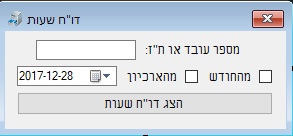 דו"ח שעות
מספר עובד או ת"ז:
מהחודש מהארכיון 2017-12-28
הצג דו"ח שעות